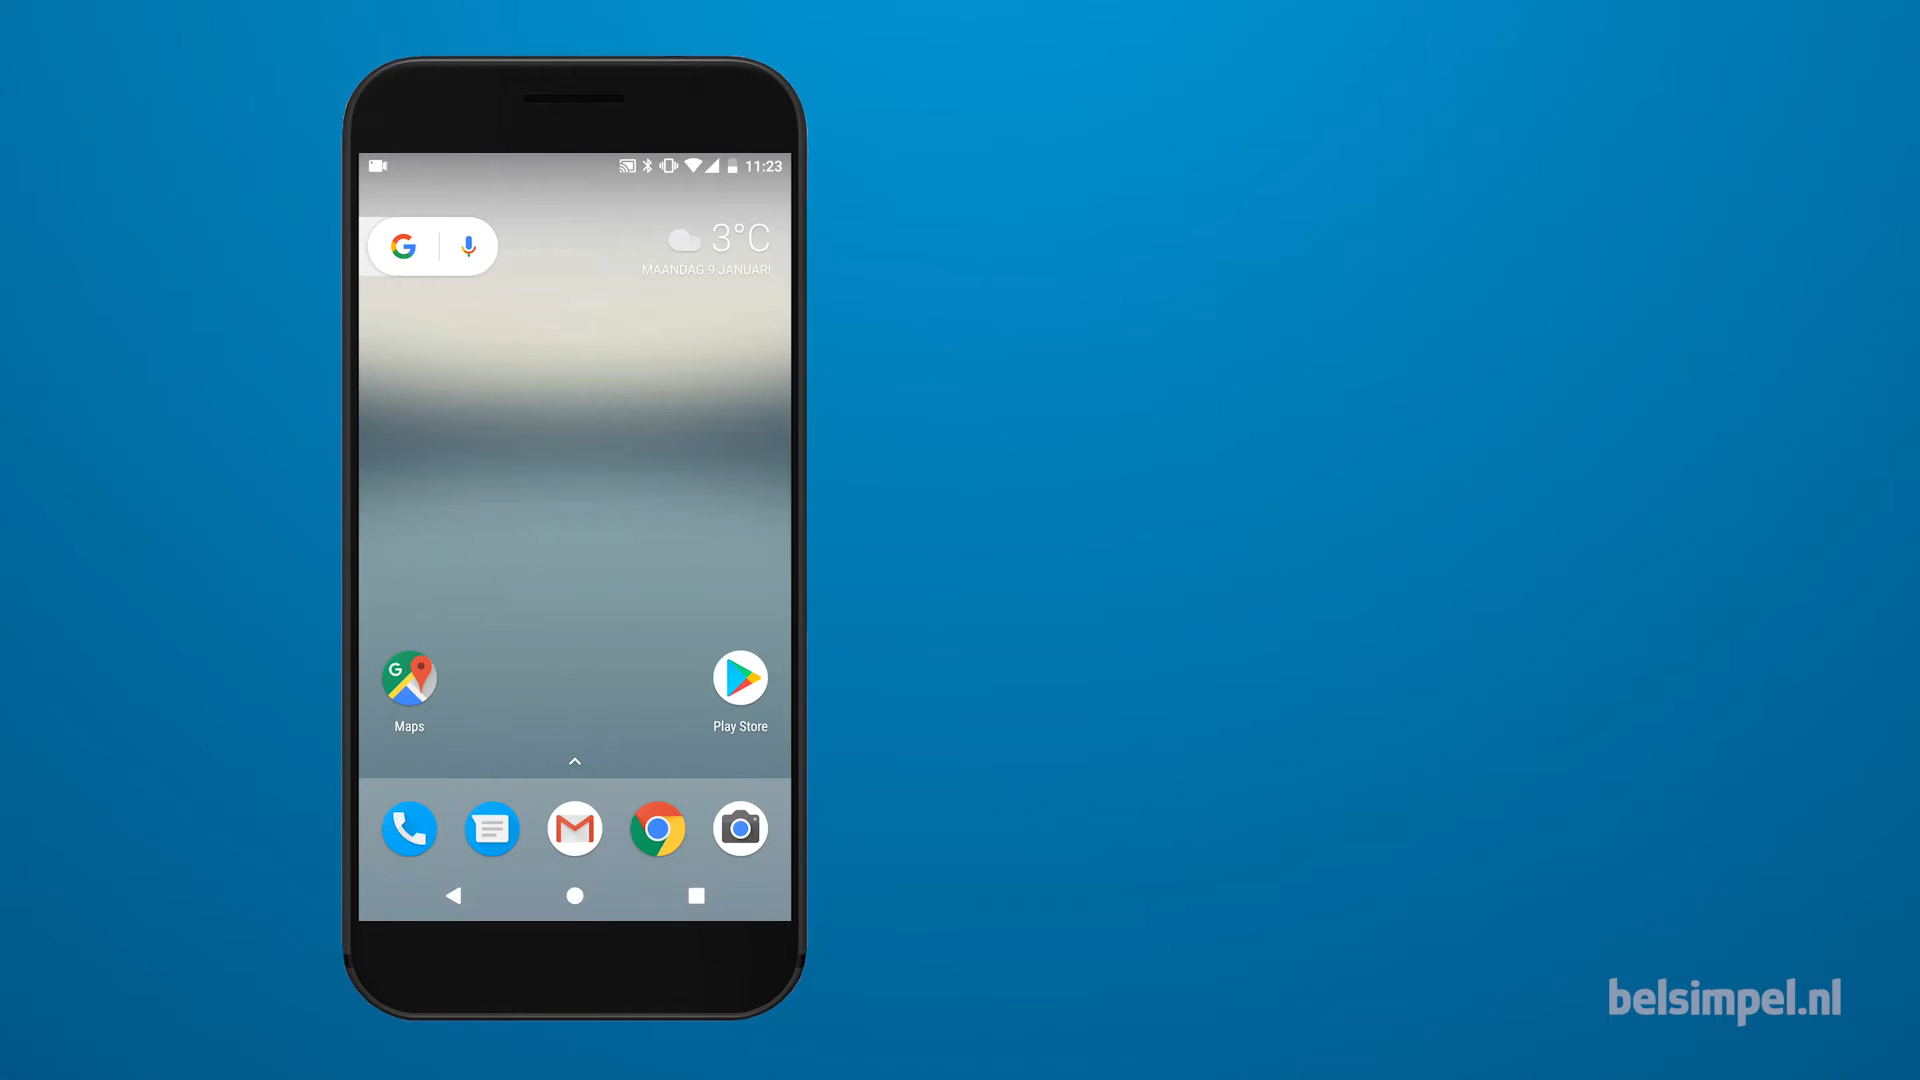 11:23
3°C
MAANDAG 9 JANUARI
Maps
Play Store
belsimpel.nl